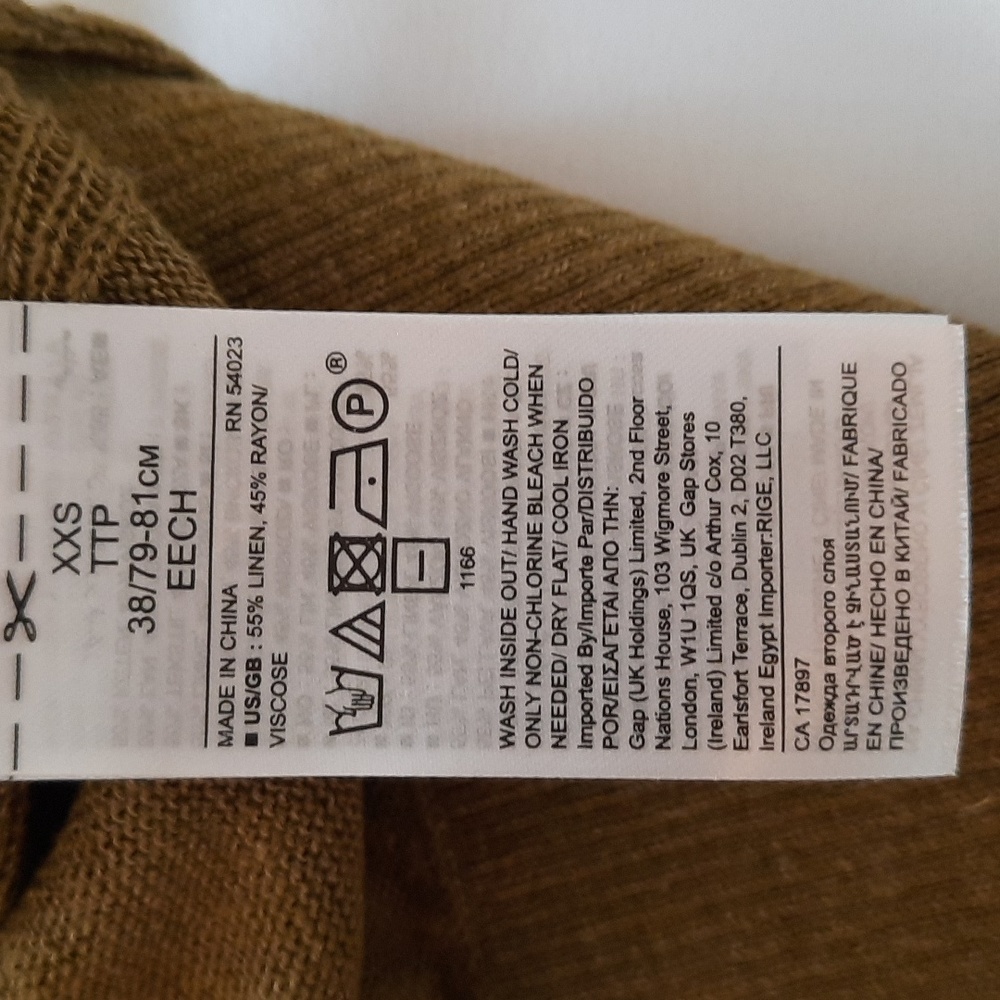 XXS
TTP
38/79-81см
EECH
MADE IN CHINA RN 54023
■ US/GB : 55% LINEN, 45% RAYON/
VISCOSE
P ®
1166
WASH INSIDE OUT/ HAND WASH COLD/
ONLY NON-CHLORINE BLEACH WHEN
NEEDED/ DRY FLAT/ COOL IRON
Imported By/Importe Par/DISTRIBUIDO
POR/ΕΙΣΑΓΕΤΑΙ ΑΠΟ ΤΗΝ:
Gap (UK Holdings) Limited, 2nd Floor
Nations House, 103 Wigmore Street,
London, W1U 1QS, UK Gap Stores
(Ireland) Limited c/o Arthur Cox, 10
Earlsfort Terrace, Dublin 2, D02 T380,
Ireland Egypt Importer:RIGE, LLC
CA 17897
Одежда второго слоя
ԱՐՏԱԴՐՎԱԾ Է ՉԻՆԱՍՏԱՆՈՒՄ/ FABRIQUE
EN CHINE/ HECHO EN CHINA/
ПРОИЗВЕДЕНО В КИТАЙ/ FABRICADO